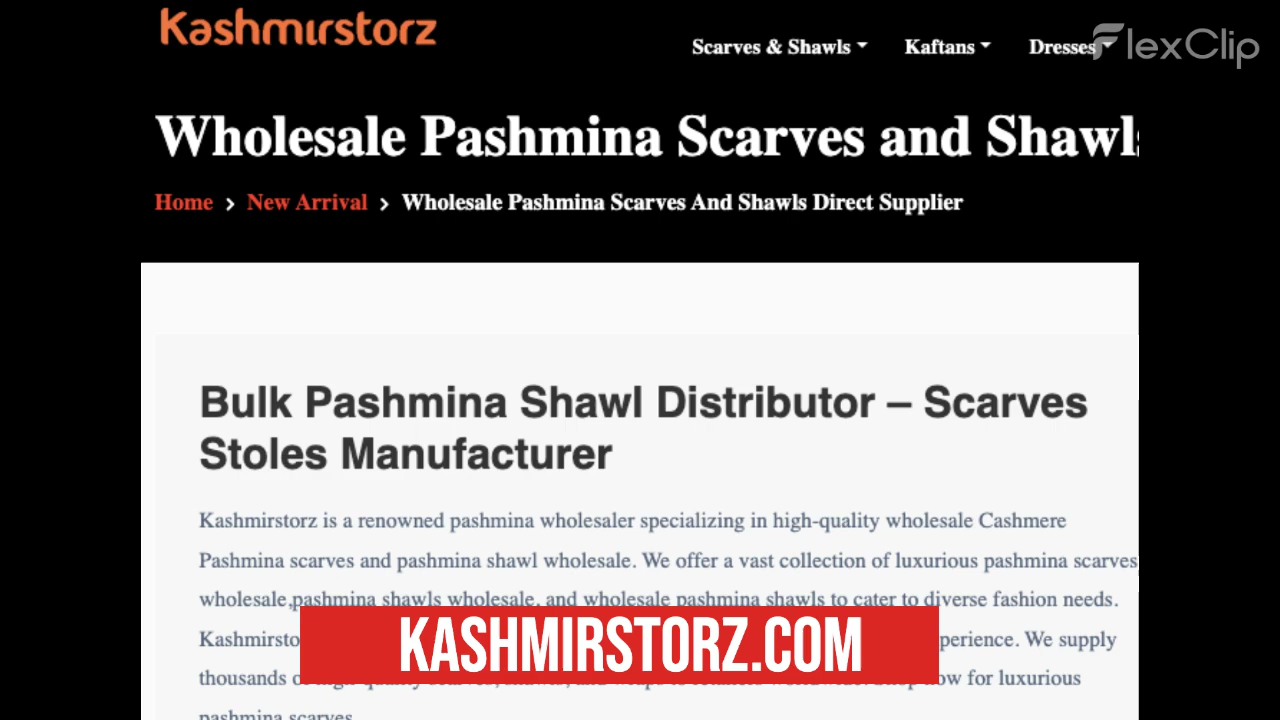 Kashmirstorz
Scarves & Shawls Kaftans Dresses
FlexClip
Wholesale Pashmina Scarves and Shawls
Home > New Arrival > Wholesale Pashmina Scarves And Shawls Direct Supplier
Bulk Pashmina Shawl Distributor – Scarves
Stoles Manufacturer
Kashmirstorz is a renowned pashmina wholesaler specializing in high-quality wholesale Cashmere
Pashmina scarves and pashmina shawl wholesale. We offer a vast collection of luxurious pashmina scarves
wholesale,pashmina shawls wholesale, and wholesale pashmina shawls to cater to diverse fashion needs.
Kashmirsto perience. We supply
KASHMIRSTORZ.COM
thousands now for luxurious
pashmina scarves